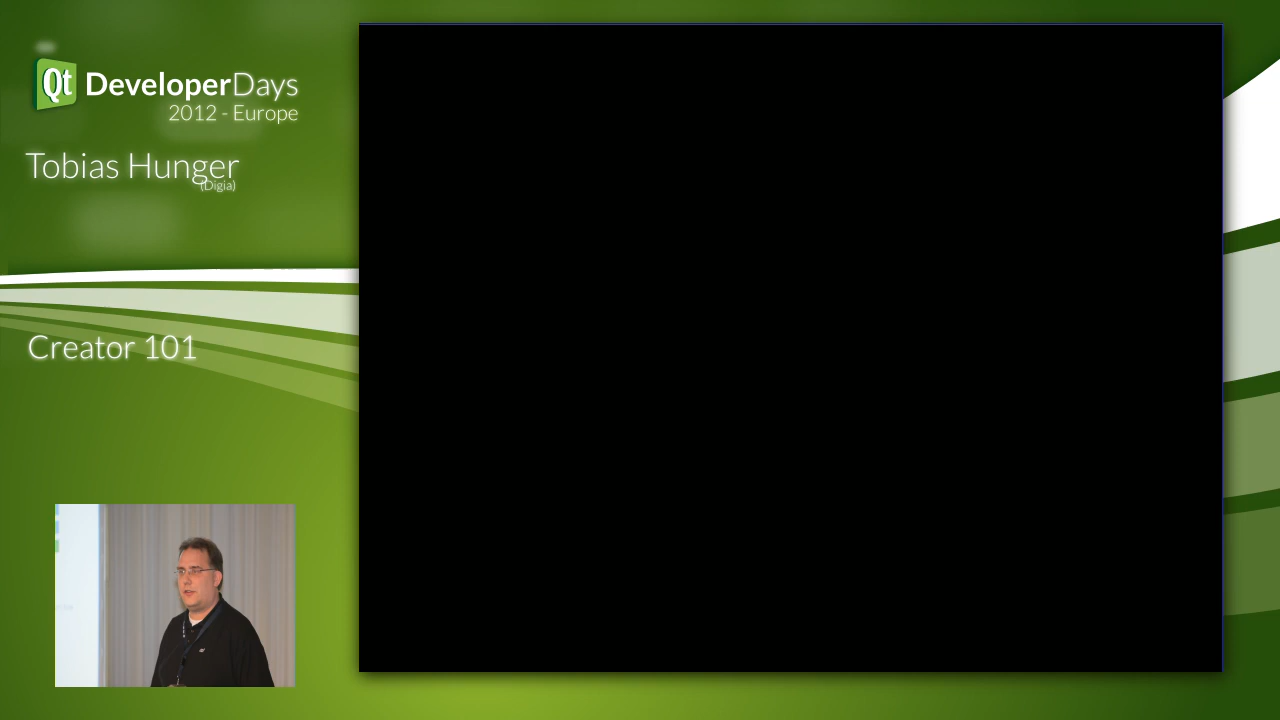 Qt DeveloperDays
2012 - Europe
Tobias Hunger
(Digia)
Creator 101